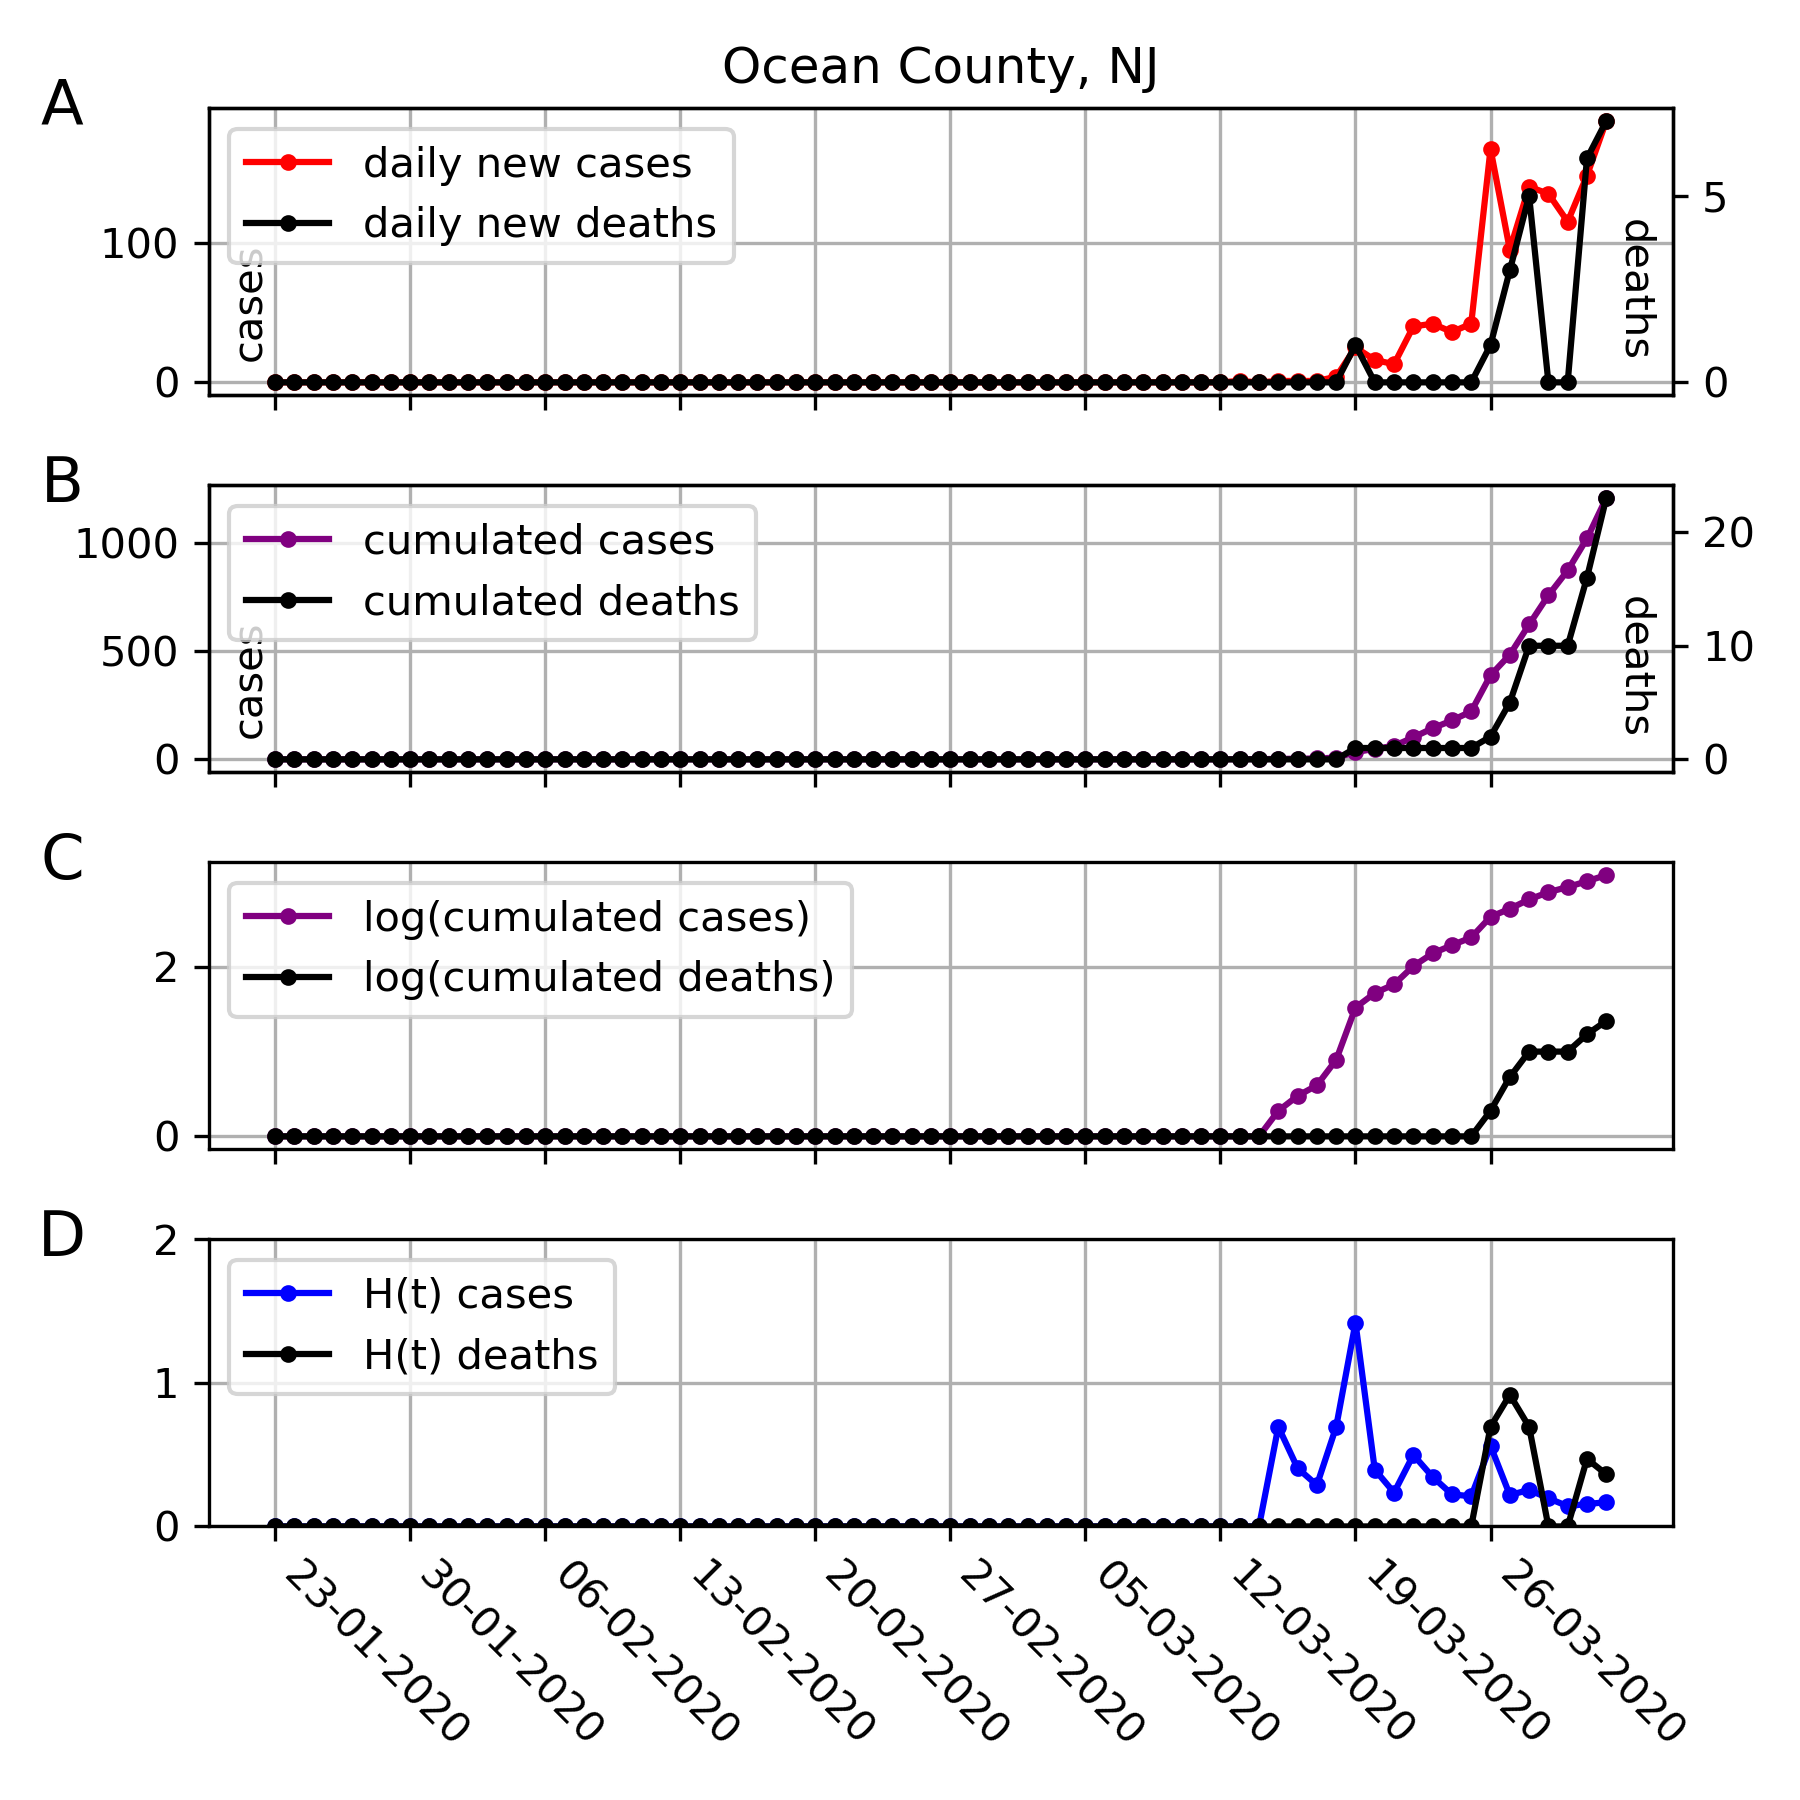 Ocean County, NJ
A
daily new cases
daily new deaths
100
0
cases
5
0
deaths
B
cumulated cases
cumulated deaths
1000
500
0
cases
20
10
0
deaths
C
log(cumulated cases)
log(cumulated deaths)
2
0
D
H(t) cases
H(t) deaths
2
1
0
23-01-2020
30-01-2020
06-02-2020
13-02-2020
20-02-2020
27-02-2020
05-03-2020
12-03-2020
19-03-2020
26-03-2020